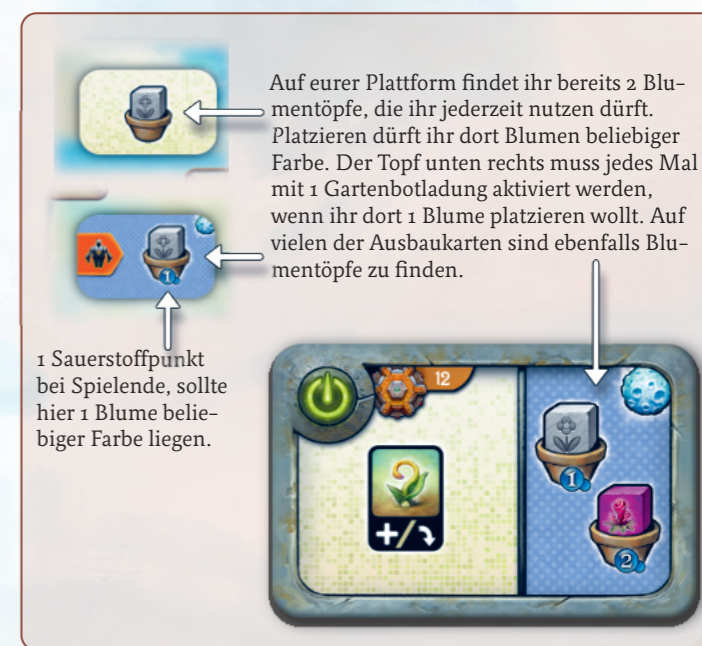 Auf eurer Plattform findet ihr bereits 2 Blu-
mentöpfe, die ihr jederzeit nutzen dürft.
Platzieren dürft ihr dort Blumen beliebiger
Farbe. Der Topf unten rechts muss jedes Mal
mit 1 Gartenbotladung aktiviert werden,
wenn ihr dort 1 Blume platzieren wollt. Auf
vielen der Ausbaukarten sind ebenfalls Blu-
mentöpfe zu finden.
1
1 Sauerstoffpunkt
bei Spielende, sollte
hier 1 Blume belie-
biger Farbe liegen.
12
+/
1
2